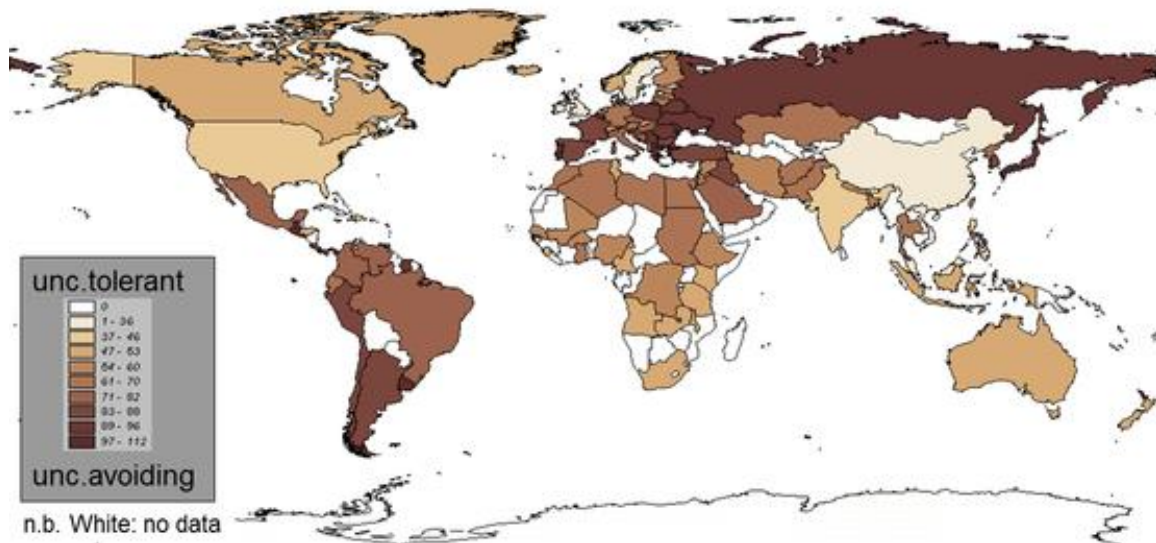 unc.tolerant
0
1 - 36
37 - 46
47 - 53
54 - 60
61 - 70
71 - 82
83 - 88
89 - 96
97 - 112
unc.avoiding
n.b. White: no data